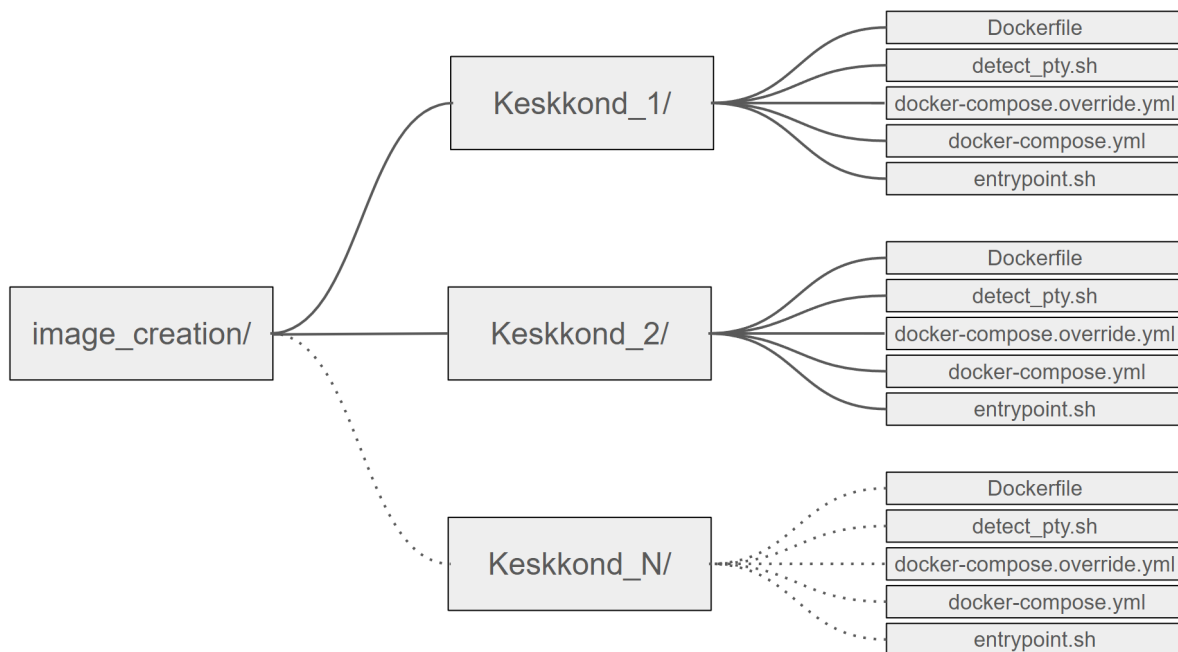 image_creation/
Keskkond_1/
Dockerfile
detect_pty.sh
docker-compose.override.yml
docker-compose.yml
entrypoint.sh
Keskkond_2/
Dockerfile
detect_pty.sh
docker-compose.override.yml
docker-compose.yml
entrypoint.sh
Keskkond_N/
Dockerfile
detect_pty.sh
docker-compose.override.yml
docker-compose.yml
entrypoint.sh